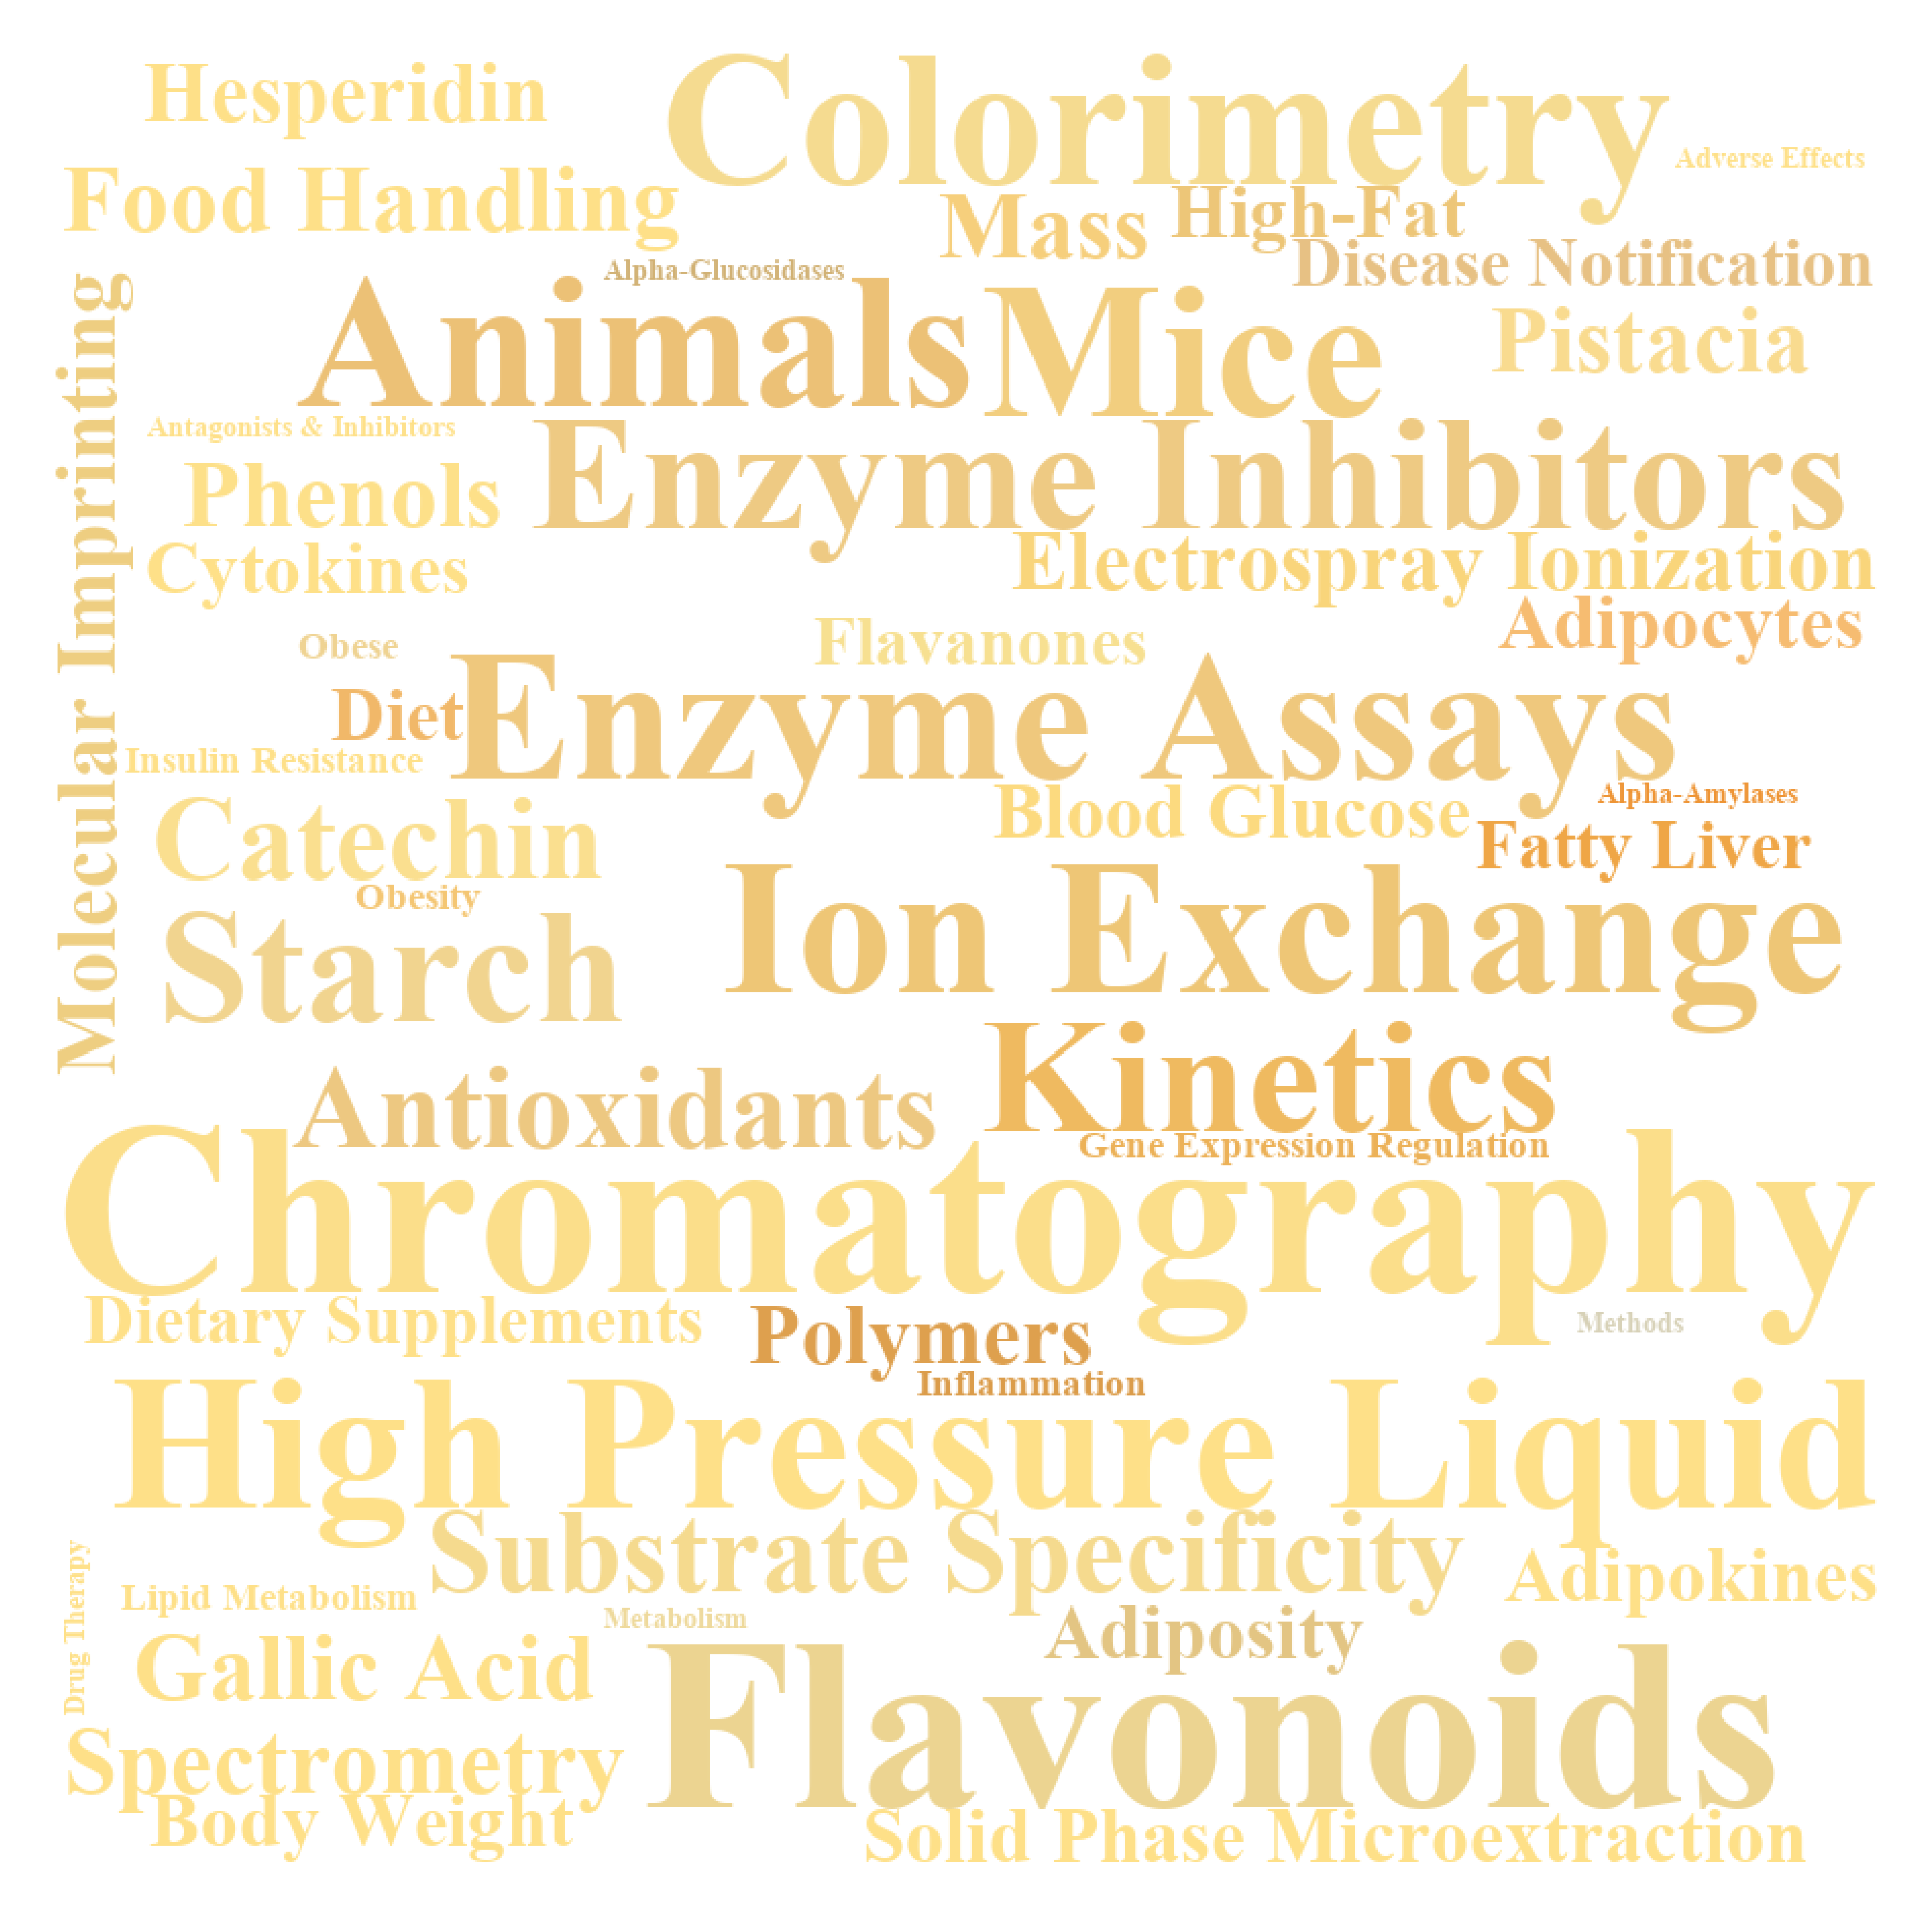 Hesperidin
Colorimetry
Adverse Effects
Food Handling
Mass
High-Fat
Disease Notification
Alpha-Glucosidases
Molecular Imprinting
Animals
Mice
Pistacia
Antagonists & Inhibitors
Enzyme Inhibitors
Phenols
Cytokines
Electrospray Ionization
Adipocytes
Obese
Flavanones
Diet
Enzyme Assays
Insulin Resistance
Blood Glucose
Alpha-Amylases
Catechin
Fatty Liver
Obesity
Ion Exchange
Starch
Kinetics
Antioxidants
Gene Expression Regulation
Chromatography
Dietary Supplements
Polymers
Methods
Inflammation
High Pressure Liquid
Substrate Specificity
Adipokines
Drug Therapy
Lipid Metabolism
Metabolism
Adiposity
Gallic Acid
Flavonoids
Spectrometry
Body Weight
Solid Phase Microextraction